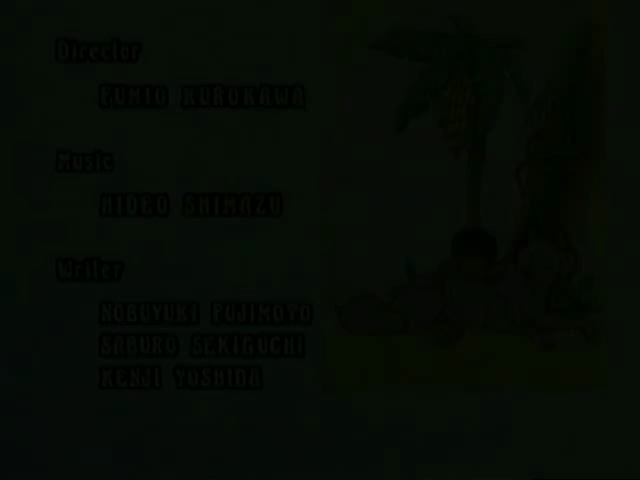 Director
FUMIO KUROKAWA
Music
HIDEO SHIMAZU
Writer
NOBUYUKI FUJIMOTO
SABURO SEKIGUCHI
KENJI YOSHIDA